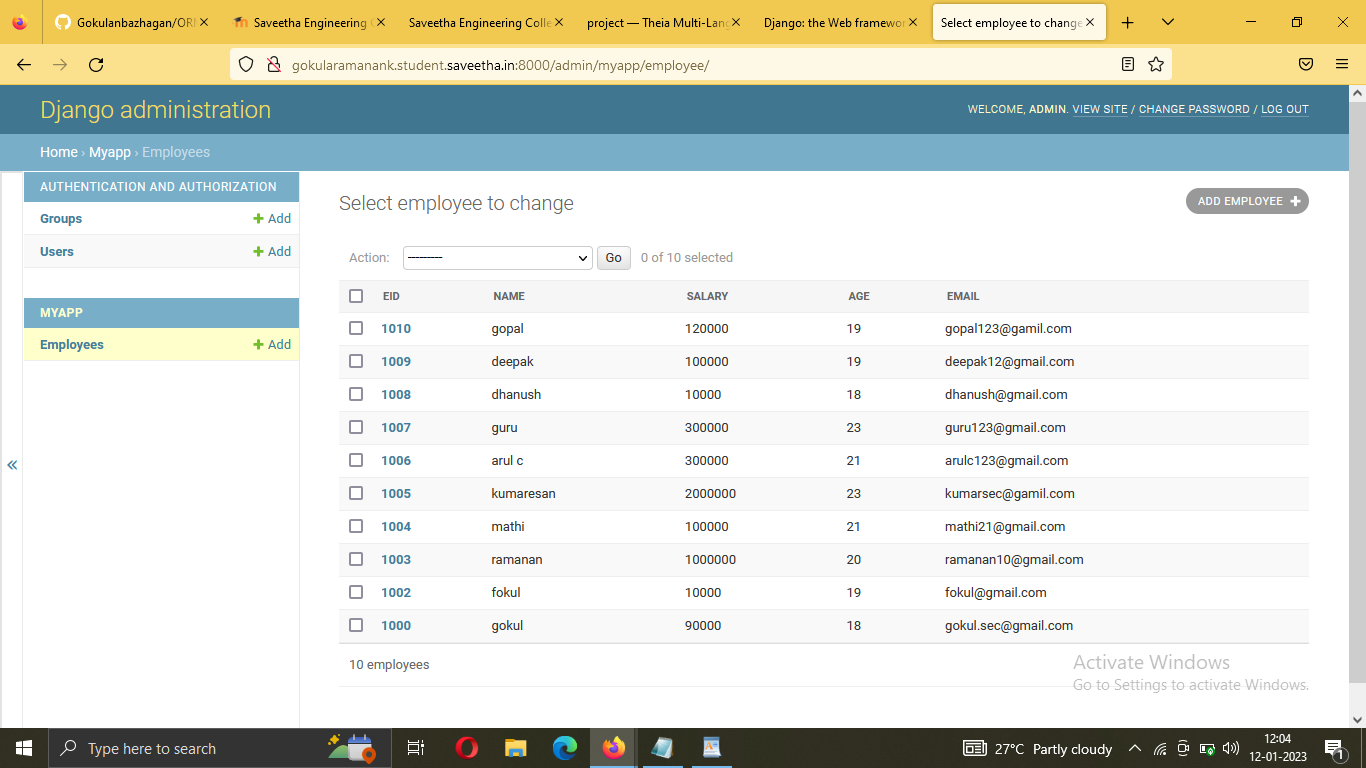 Gokulanbazhagan/OR
Saveetha Engineering C
Saveetha Engineering Colle
project — Theia Multi-Lan
Django: the Web framewor
Select employee to change
gokularamanank.student.saveetha.in:8000/admin/myapp/employee/
Django administration
WELCOME, ADMIN. VIEW SITE / CHANGE PASSWORD / LOG OUT
Home › Myapp › Employees
AUTHENTICATION AND AUTHORIZATION
Groups + Add
Users + Add
MYAPP
Employees + Add
«
Select employee to change
ADD EMPLOYEE +
Action: --------- Go 0 of 10 selected
EID NAME SALARY AGE EMAIL
1010 gopal 120000 19 gopal123@gamil.com
1009 deepak 100000 19 deepak12@gmail.com
1008 dhanush 10000 18 dhanush@gmail.com
1007 guru 300000 23 guru123@gmail.com
1006 arul c 300000 21 arulc123@gmail.com
1005 kumaresan 2000000 23 kumarsec@gamil.com
1004 mathi 100000 21 mathi21@gmail.com
1003 ramanan 1000000 20 ramanan10@gmail.com
1002 fokul 10000 19 fokul@gmail.com
1000 gokul 90000 18 gokul.sec@gmail.com
10 employees
Activate Windows
Go to Settings to activate Windows.
Type here to search
27°C Partly cloudy
12:04
12-01-2023
1